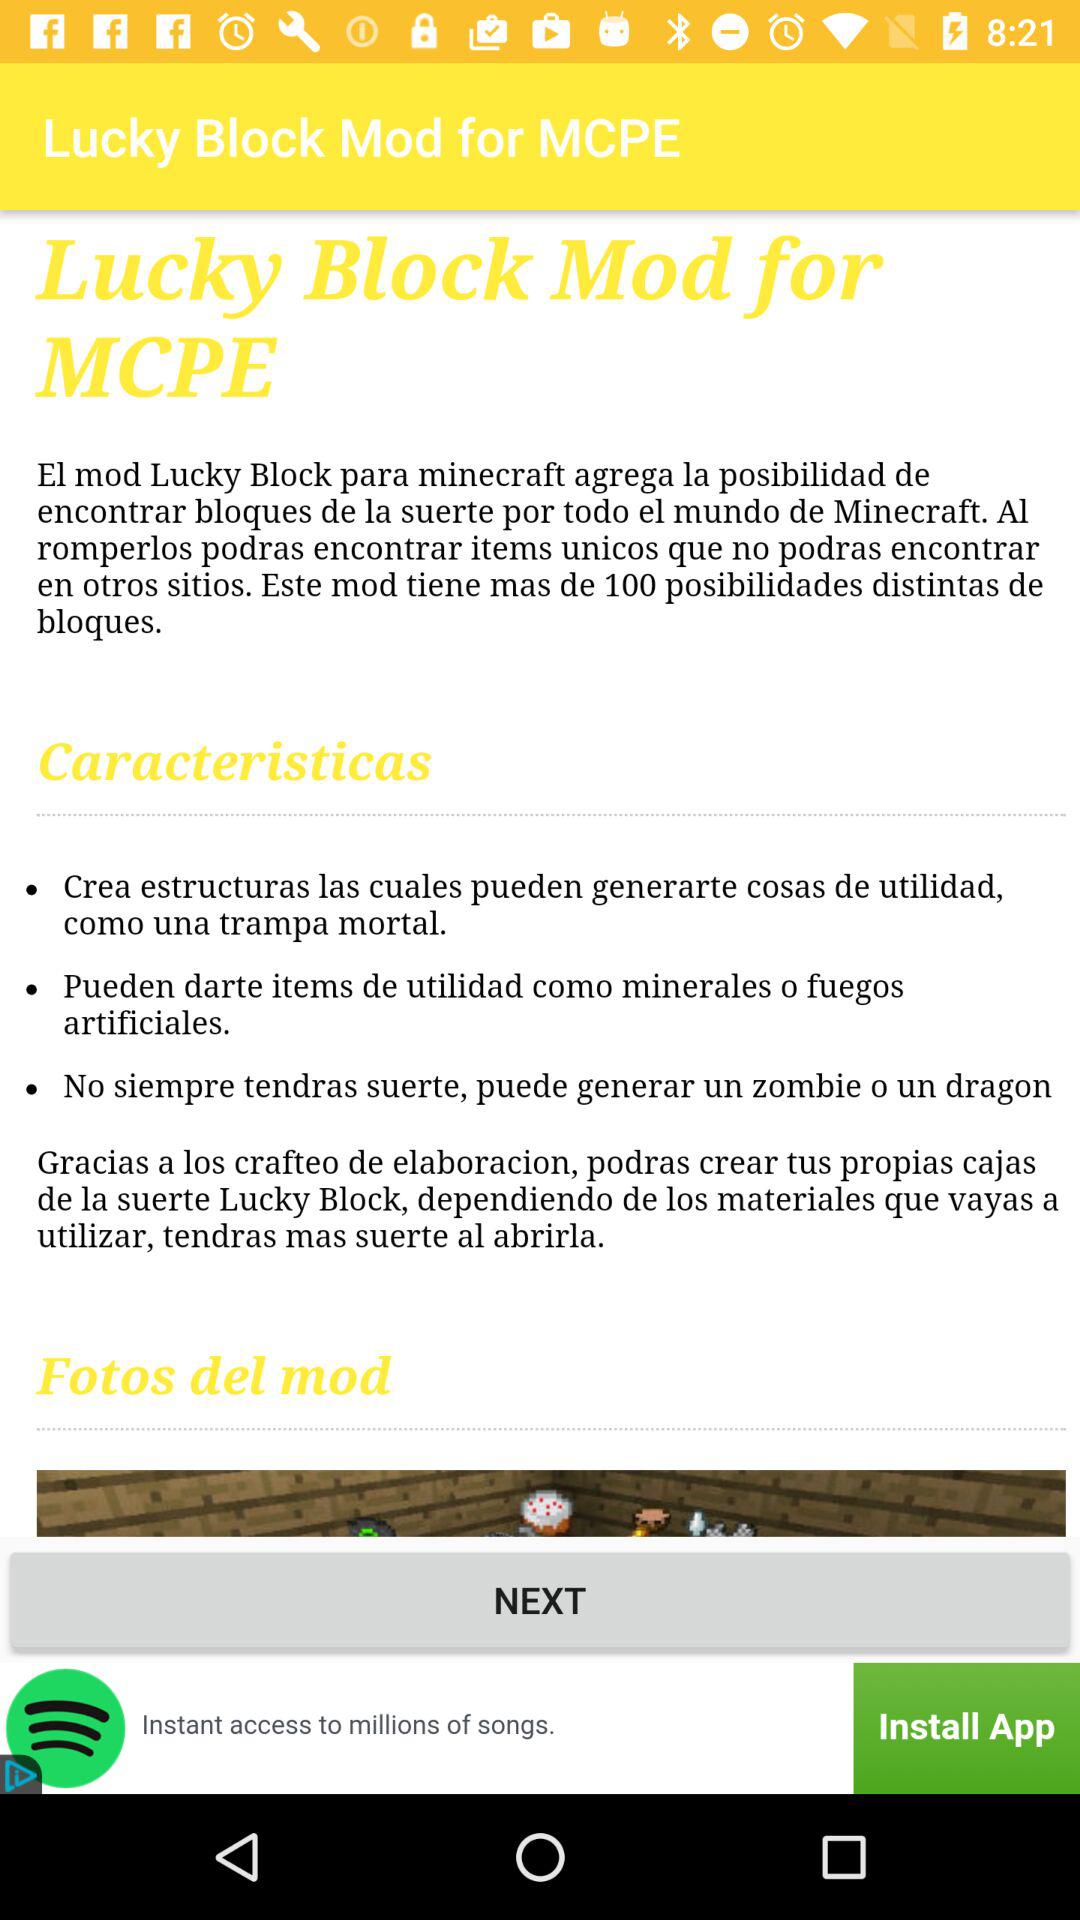 8:21
Lucky Block Mod for MCPE
Lucky Block Mod for
MCPE
El mod Lucky Block para minecraft agrega la posibilidad de
encontrar bloques de la suerte por todo el mundo de Minecraft. Al
romperlos podras encontrar items unicos que no podras encontrar
en otros sitios. Este mod tiene mas de 100 posibilidades distintas de
bloques.
Caracteristicas
• Crea estructuras las cuales pueden generarte cosas de utilidad,
como una trampa mortal.
• Pueden darte items de utilidad como minerales o fuegos
artificiales.
• No siempre tendras suerte, puede generar un zombie o un dragon
Gracias a los crafteo de elaboracion, podras crear tus propias cajas
de la suerte Lucky Block, dependiendo de los materiales que vayas a
utilizar, tendras mas suerte al abrirla.
Fotos del mod
NEXT
Instant access to millions of songs.
Install App